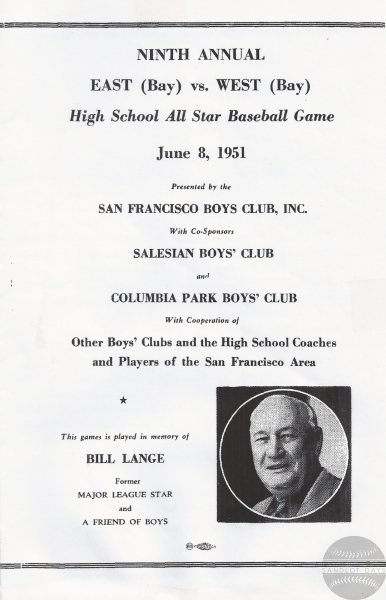 NINTH ANNUAL
EAST (Bay) vs. WEST (Bay)
High School All Star Baseball Game
June 8, 1951
Presented by the
SAN FRANCISCO BOYS CLUB, INC.
With Co-Sponsors
SALESIAN BOYS' CLUB
and
COLUMBIA PARK BOYS' CLUB
With Cooperation of
Other Boys' Clubs and the High School Coaches
and Players of the San Francisco Area
This games is played in memory of
BILL LANGE
Former
MAJOR LEAGUE STAR
and
A FRIEND OF BOYS
SANDLOT DAYS